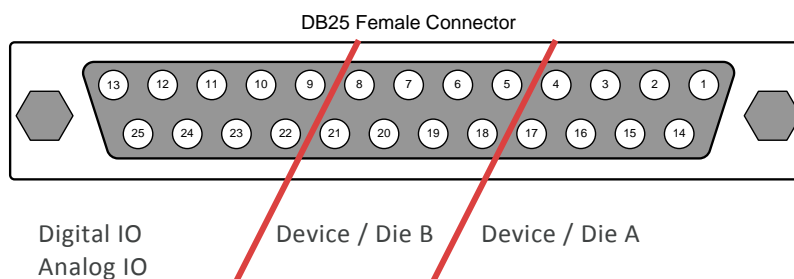 DB25 Female Connector
13 12 11 10 9 8 7 6 5 4 3 2 1
25 24 23 22 21 20 19 18 17 16 15 14
Digital IO Device / Die B Device / Die A
Analog IO